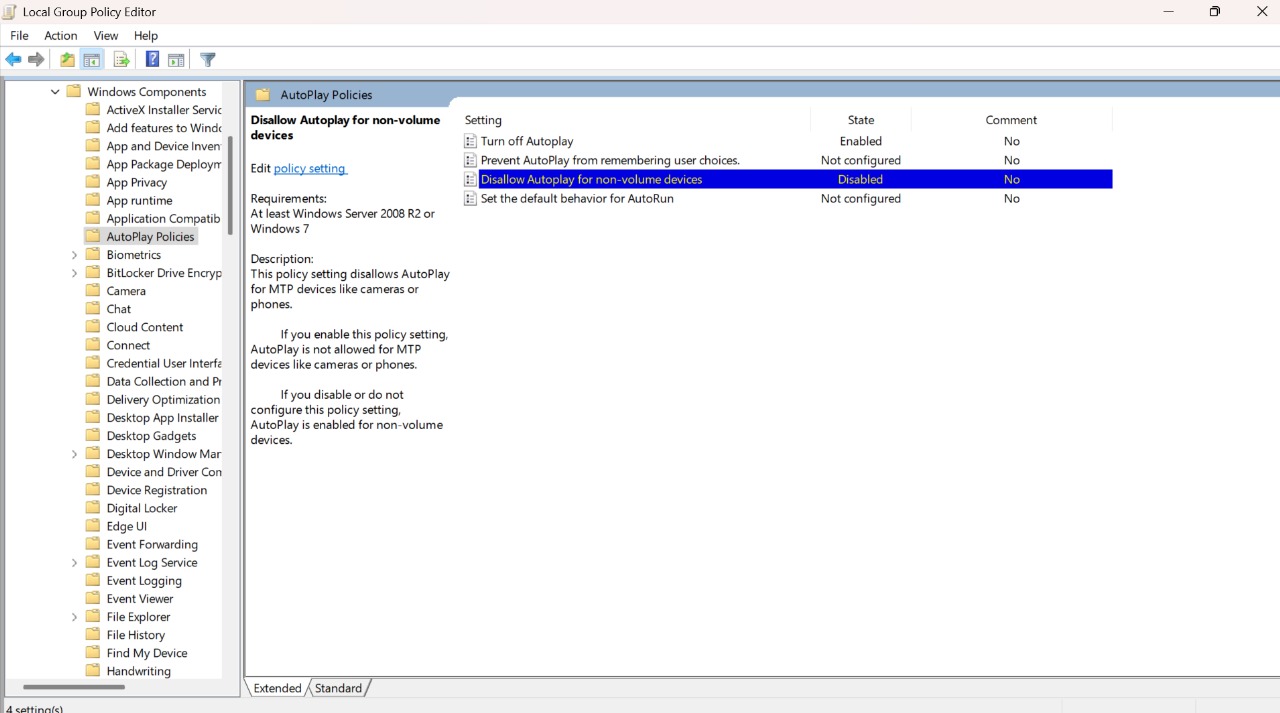 Local Group Policy Editor
File Action View Help
Windows Components
ActiveX Installer Servic
Add features to Windo
App and Device Inven
App Package Deploym
App Privacy
App runtime
Application Compatib
AutoPlay Policies
Biometrics
BitLocker Drive Encryp
Camera
Chat
Cloud Content
Connect
Credential User Interfa
Data Collection and Pr
Delivery Optimization
Desktop App Installer
Desktop Gadgets
Desktop Window Man
Device and Driver Com
Device Registration
Digital Locker
Edge UI
Event Forwarding
Event Log Service
Event Logging
Event Viewer
File Explorer
File History
Find My Device
Handwriting
AutoPlay Policies
Disallow Autoplay for non-volume
devices
Edit policy setting
Requirements:
At least Windows Server 2008 R2 or
Windows 7
Description:
This policy setting disallows AutoPlay
for MTP devices like cameras or
phones.
If you enable this policy setting,
AutoPlay is not allowed for MTP
devices like cameras or phones.
If you disable or do not
configure this policy setting,
AutoPlay is enabled for non-volume
devices.
Setting State Comment
Turn off Autoplay Enabled No
Prevent AutoPlay from remembering user choices. Not configured No
Disallow Autoplay for non-volume devices Disabled No
Set the default behavior for AutoRun Not configured No
Extended Standard
4 setting(s)